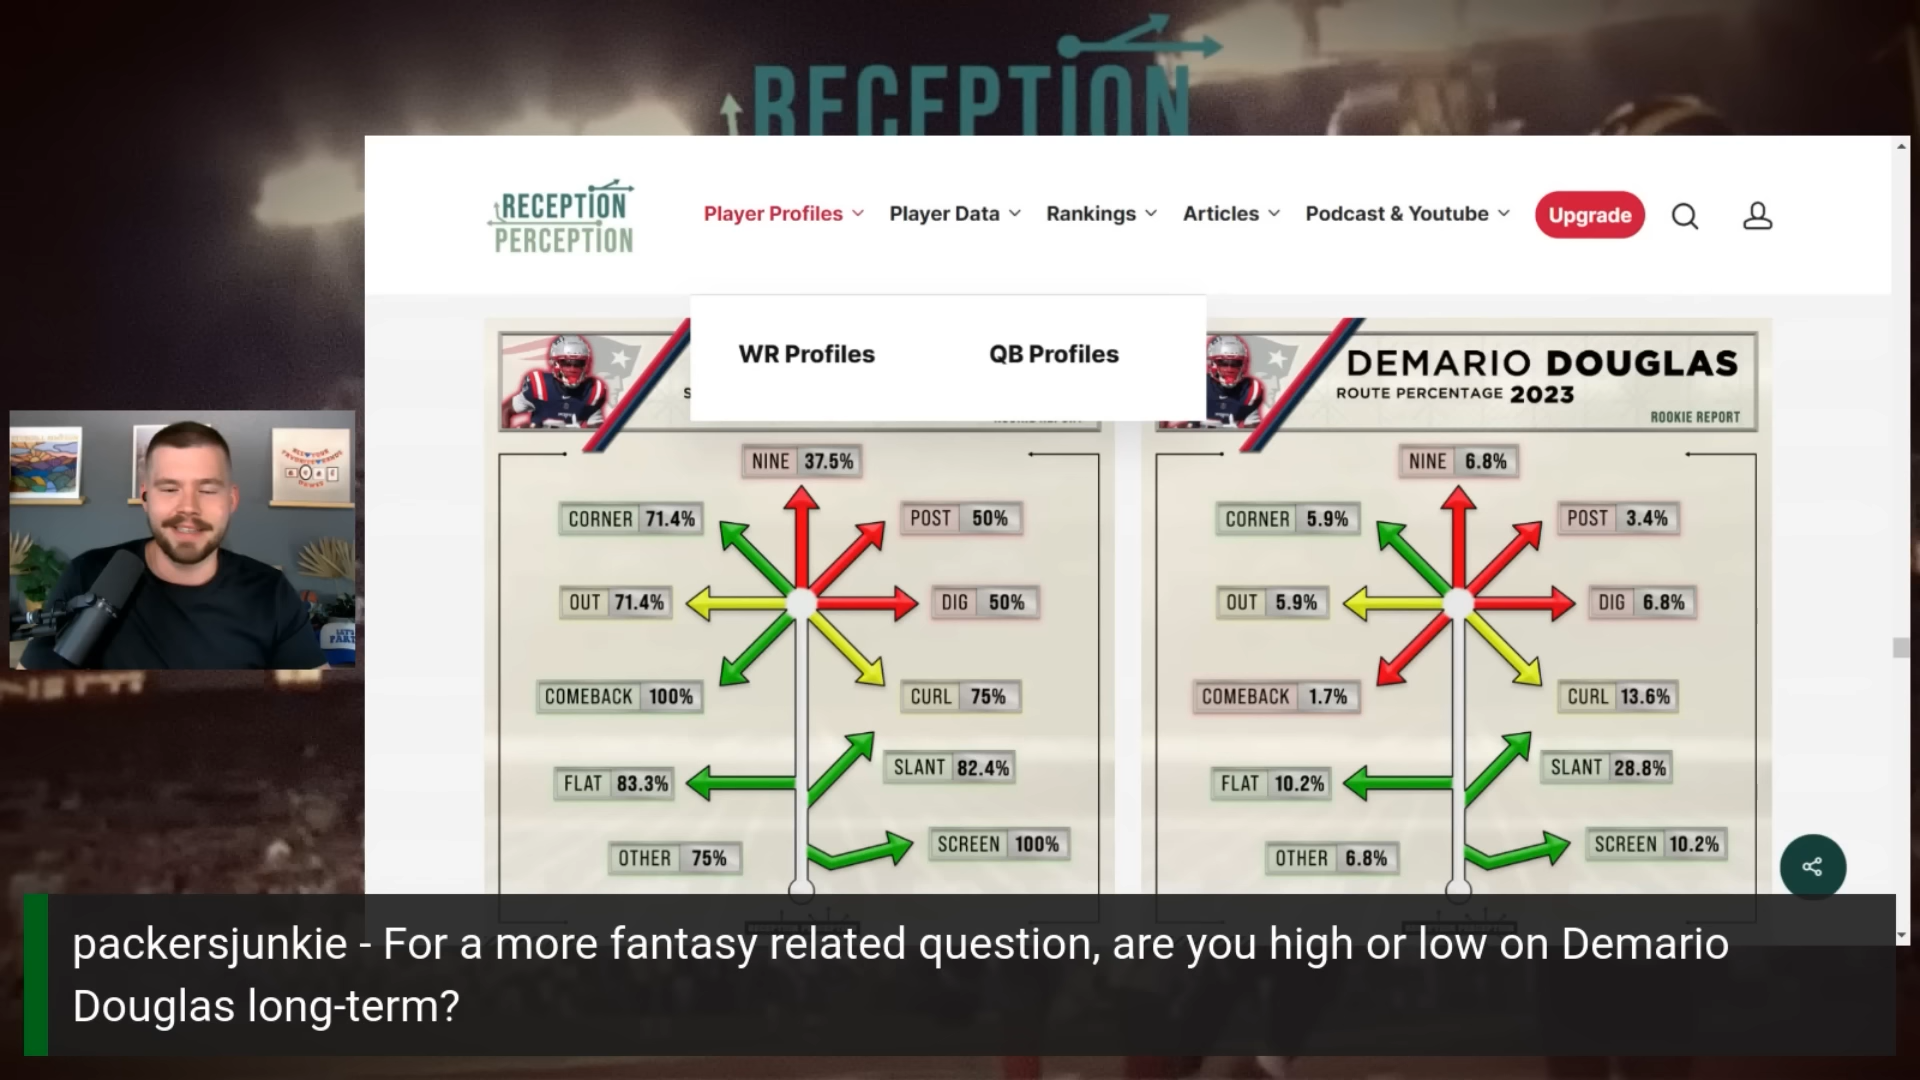 RECEPTION
RECEPTION
PERCEPTION
Player Profiles
Player Data
Rankings
Articles
Podcast & Youtube
Upgrade
WR Profiles
QB Profiles
DEMARIO DOUGLAS
ROUTE PERCENTAGE 2023
ROOKIE REPORT
NINE 37.5%
CORNER 71.4%
POST 50%
OUT 71.4%
DIG 50%
COMEBACK 100%
CURL 75%
SLANT 82.4%
FLAT 83.3%
SCREEN 100%
OTHER 75%
NINE 6.8%
CORNER 5.9%
POST 3.4%
OUT 5.9%
DIG 6.8%
COMEBACK 1.7%
CURL 13.6%
SLANT 28.8%
FLAT 10.2%
SCREEN 10.2%
OTHER 6.8%
packersjunkie - For a more fantasy related question, are you high or low on Demario
Douglas long-term?